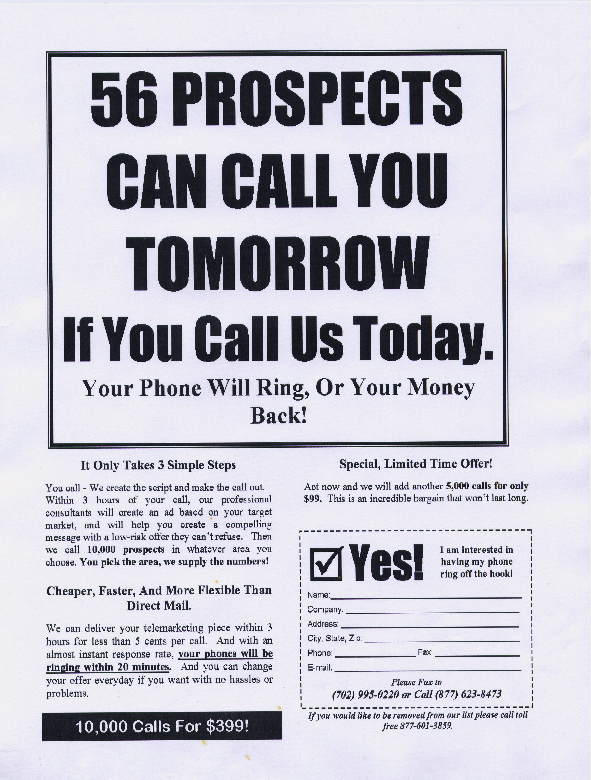 56 PROSPECTS
CAN CALL YOU
TOMORROW
If You Call Us Today.
Your Phone Will Ring, Or Your Money
Back!
It Only Takes 3 Simple Steps
You call - We create the script and make the call out.
Within 3 hours of your call, our professional
consultants will create an ad based on your target
market, and will help you create a compelling
message with a low-risk offer they can't refuse. Then
we call 10,000 prospects in whatever area you
choose. You pick the area, we supply the numbers!
Cheaper, Faster, And More Flexible Than
Direct Mail.
We can deliver your telemarketing piece within 3
hours for less than 5 cents per call. And with an
almost instant response rate, your phones will be
ringing within 20 minutes. And you can change
your offer everyday if you want with no hassles or
problems.
10,000 Calls For $399!
Special, Limited Time Offer!
Act now and we will add another 5,000 calls for only
$99. This is an incredible bargain that won't last long.
Yes!
I am interested in
having my phone
ring off the hook!
Name:
Company:
Address:
City, State, Zip:
Phone: Fax
E-mail:
Please Fax to
(702) 995-0220 or Call (877) 623-8473
If you would like to be removed from our list please call toll
free 877-601-3859.